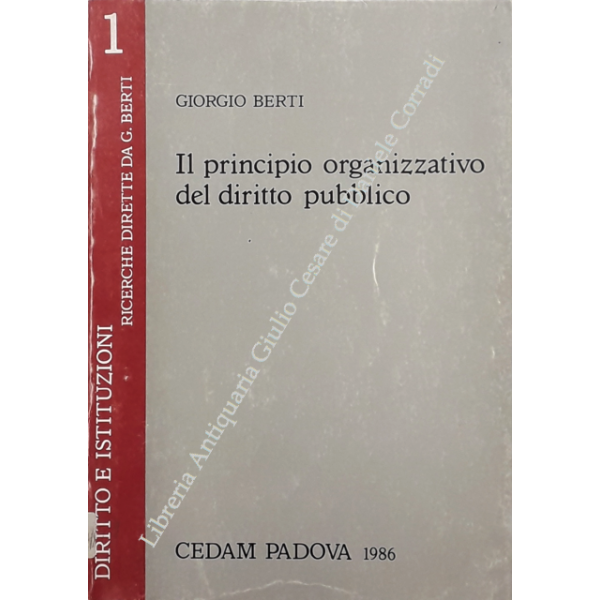 1
DIRITTO E ISTITUZIONI
RICERCHE DIRETTE DA G. BERTI
GIORGIO BERTI
Il principio organizzativo
del diritto pubblico
CEDAM PADOVA 1986
Libreria Antiquaria Giulio Cesare di Daniele Corradi